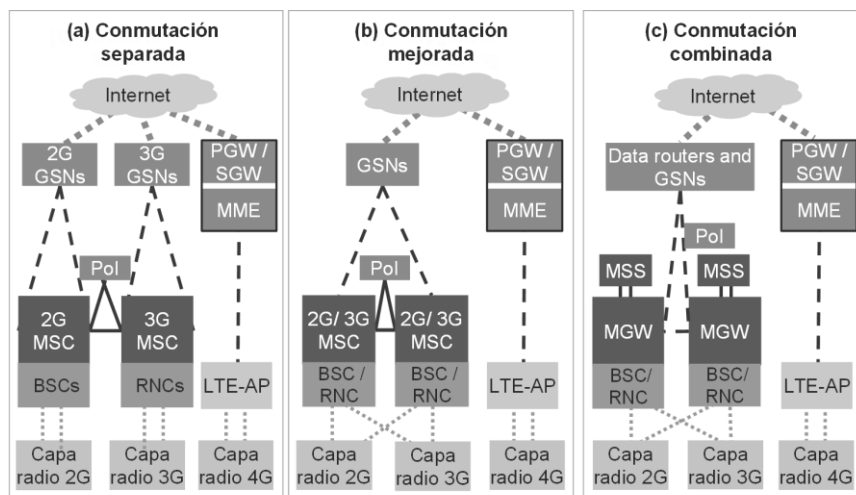 (a) Conmutación
separada
Internet
2G
GSNs
3G
GSNs
PGW /
SGW
MME
PoI
2G
MSC
3G
MSC
BSCs
RNCs
LTE-AP
Capa
radio 2G
Capa
radio 3G
Capa
radio 4G
(b) Conmutación
mejorada
Internet
GSNs
PGW /
SGW
MME
PoI
2G/ 3G
MSC
2G/ 3G
MSC
BSC /
RNC
BSC /
RNC
LTE-AP
Capa
radio 2G
Capa
radio 3G
Capa
radio 4G
(c) Conmutación
combinada
Internet
Data routers and
GSNs
PGW /
SGW
MME
PoI
MSS
MSS
MGW
MGW
BSC/
RNC
BSC/
RNC
LTE-AP
Capa
radio 2G
Capa
radio 3G
Capa
radio 4G